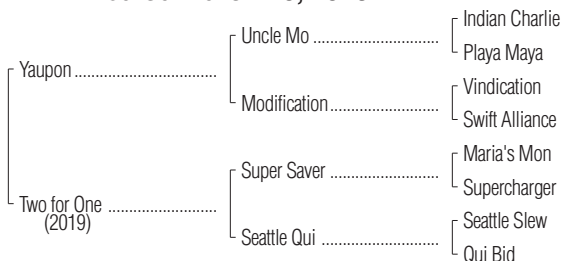 Indian Charlie
Uncle Mo ..............................
Playa Maya
Yaupon ..................................
Vindication
Modification..........................
Swift Alliance
Maria's Mon
Super Saver ..........................
Supercharger
Two for One ..........................
(2019)
Seattle Slew
Seattle Qui ............................
Qui Bid